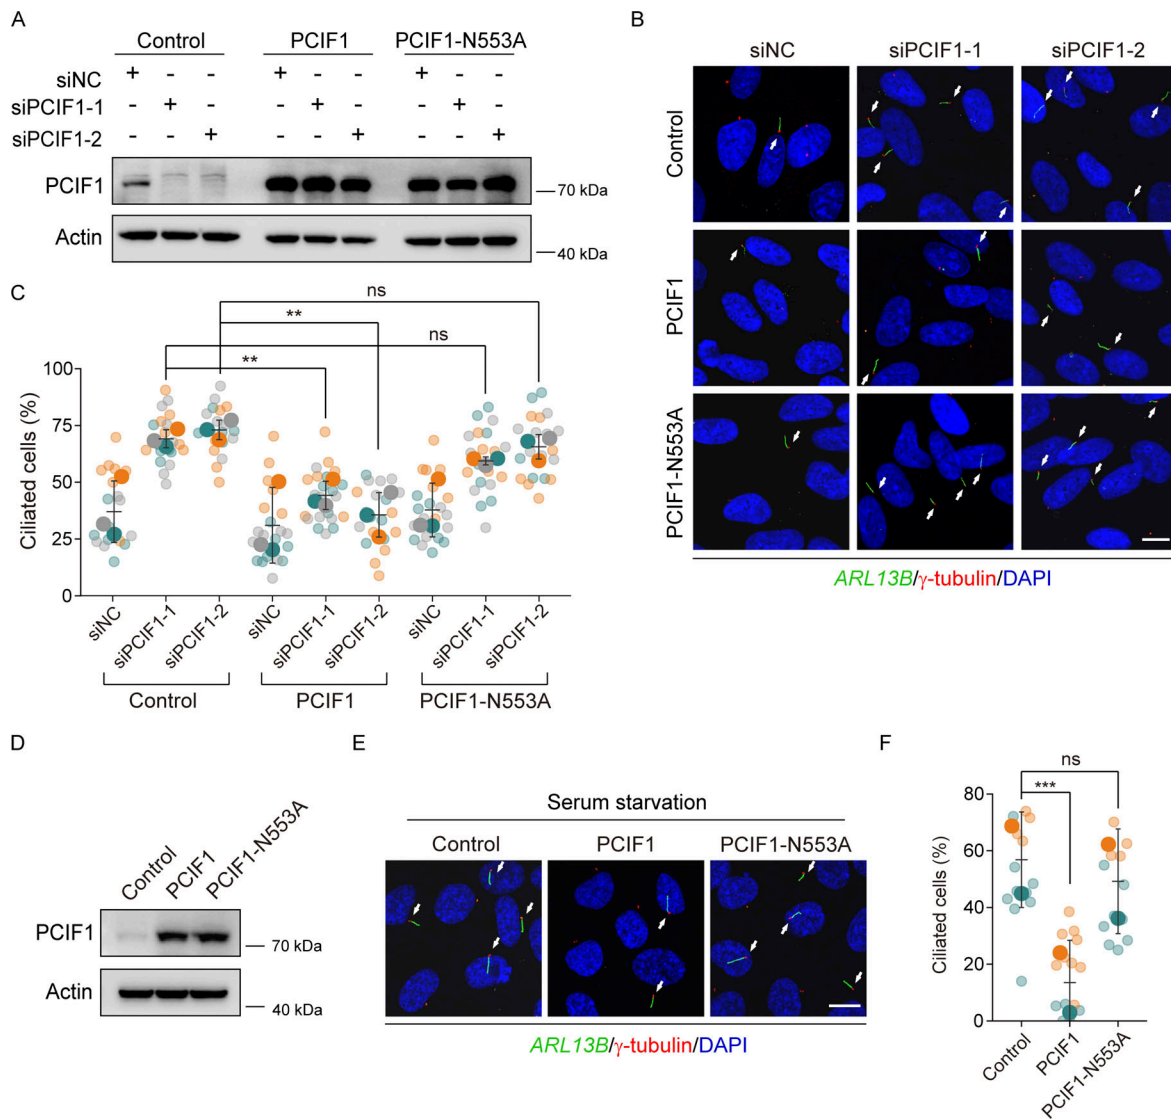 A
Control PCIF1 PCIF1-N553A
siNC + - - + - - + - -
siPCIF1-1 - + - - + - - + -
siPCIF1-2 - - + - - + - - +
PCIF1
70 kDa
Actin
40 kDa
B
siNC siPCIF1-1 siPCIF1-2
Control
PCIF1
PCIF1-N553A
ARL13B/γ-tubulin/DAPI
C
ns
**
ns
**
Ciliated cells (%)
100
75
50
25
0
siNC siPCIF1-1 siPCIF1-2 siNC siPCIF1-1 siPCIF1-2 siNC siPCIF1-1 siPCIF1-2
Control PCIF1 PCIF1-N553A
D
Control PCIF1 PCIF1-N553A
PCIF1
70 kDa
Actin
40 kDa
E
Serum starvation
Control PCIF1 PCIF1-N553A
ARL13B/γ-tubulin/DAPI
F
ns
***
Ciliated cells (%)
80
60
40
20
0
Control PCIF1 PCIF1-N553A